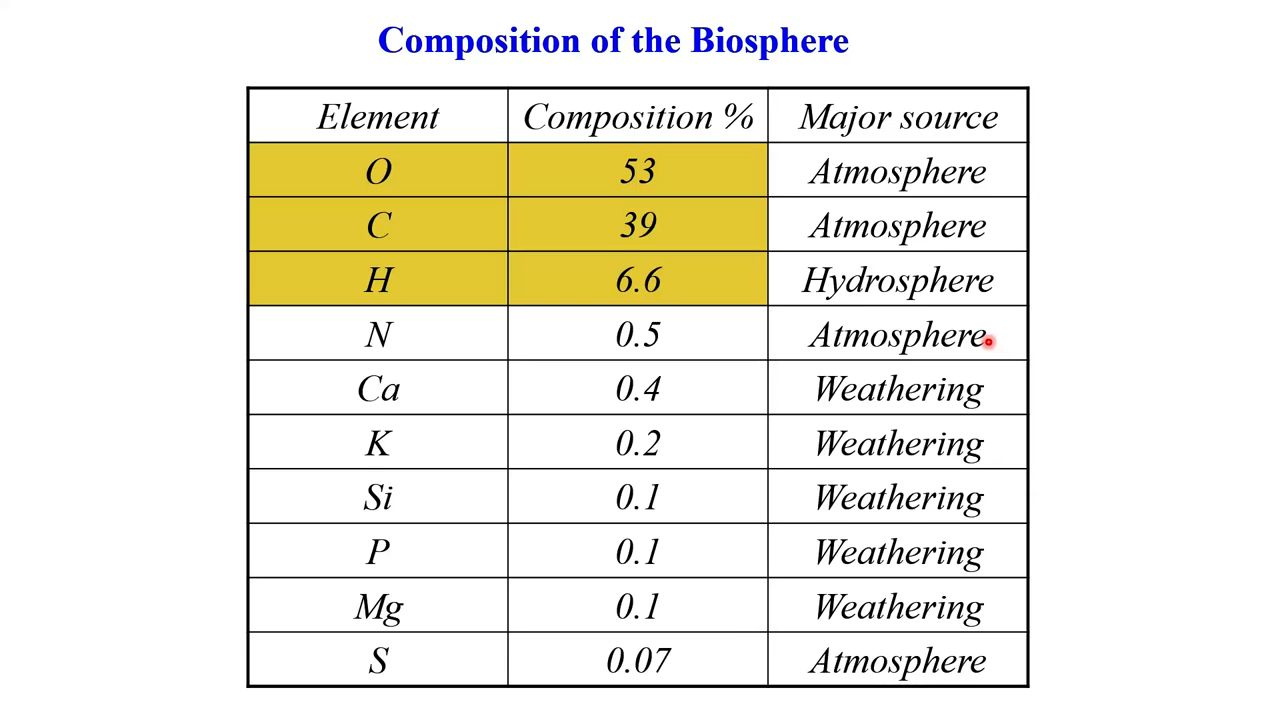 Composition of the Biosphere
Element Composition % Major source
O 53 Atmosphere
C 39 Atmosphere
H 6.6 Hydrosphere
N 0.5 Atmosphere
Ca 0.4 Weathering
K 0.2 Weathering
Si 0.1 Weathering
P 0.1 Weathering
Mg 0.1 Weathering
S 0.07 Atmosphere